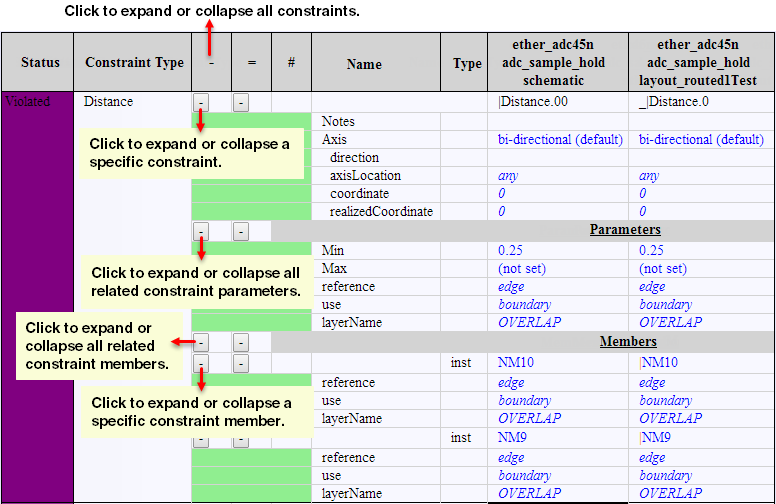 Click to expand or collapse all constraints.
ether_adc45n ether_adc45n
Status Constraint Type - = # Name Type adc_sample_hold adc_sample_hold
schematic layout_routed1Test
Violated Distance - - |Distance.00 _|Distance.0
Notes
Click to expand or collapse a Axis bi-directional (default) bi-directional (default)
specific constraint. direction
axisLocation any any
coordinate 0 0
realizedCoordinate 0 0
- - Parameters
Min 0.25 0.25
Click to expand or collapse all Max (not set) (not set)
related constraint parameters. reference edge edge
use boundary boundary
layerName OVERLAP OVERLAP
Click to expand or - - Members
collapse all related
constraint members. - - inst NM10 |NM10
reference edge edge
Click to expand or collapse a use boundary boundary
specific constraint member. layerName OVERLAP OVERLAP
- - inst NM9 |NM9
reference edge edge
use boundary boundary
layerName OVERLAP OVERLAP